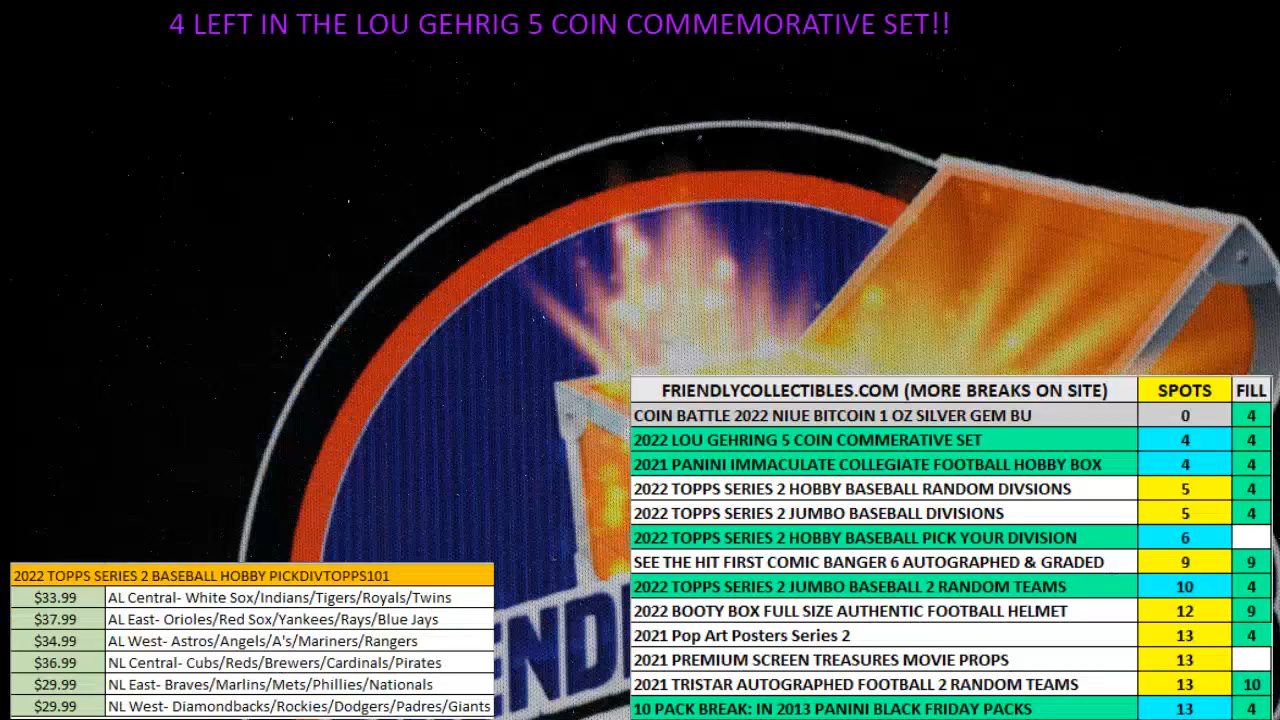 4 LEFT IN THE LOU GEHRIG 5 COIN COMMEMORATIVE SET!!
FRIENDLYCOLLECTIBLES.COM (MORE BREAKS ON SITE) SPOTS FILL
COIN BATTLE 2022 NIUE BITCOIN 1 OZ SILVER GEM BU 0 4
2022 LOU GEHRING 5 COIN COMMERATIVE SET 4 4
2021 PANINI IMMACULATE COLLEGIATE FOOTBALL HOBBY BOX 4 4
2022 TOPPS SERIES 2 HOBBY BASEBALL RANDOM DIVSIONS 5 4
2022 TOPPS SERIES 2 JUMBO BASEBALL DIVISIONS 5 4
2022 TOPPS SERIES 2 HOBBY BASEBALL PICK YOUR DIVISION 6
SEE THE HIT FIRST COMIC BANGER 6 AUTOGRAPHED & GRADED 9 9
2022 TOPPS SERIES 2 JUMBO BASEBALL 2 RANDOM TEAMS 10 4
2022 BOOTY BOX FULL SIZE AUTHENTIC FOOTBALL HELMET 12 9
2021 Pop Art Posters Series 2 13 4
2021 PREMIUM SCREEN TREASURES MOVIE PROPS 13
2021 TRISTAR AUTOGRAPHED FOOTBALL 2 RANDOM TEAMS 13 10
10 PACK BREAK: IN 2013 PANINI BLACK FRIDAY PACKS 13 4
2022 TOPPS SERIES 2 BASEBALL HOBBY PICKDIVTOPPS101
$33.99 AL Central- White Sox/Indians/Tigers/Royals/Twins
$37.99 AL East- Orioles/Red Sox/Yankees/Rays/Blue Jays
$34.99 AL West- Astros/Angels/A's/Mariners/Rangers
$36.99 NL Central- Cubs/Reds/Brewers/Cardinals/Pirates
$29.99 NL East- Braves/Marlins/Mets/Phillies/Nationals
$29.99 NL West- Diamondbacks/Rockies/Dodgers/Padres/Giants